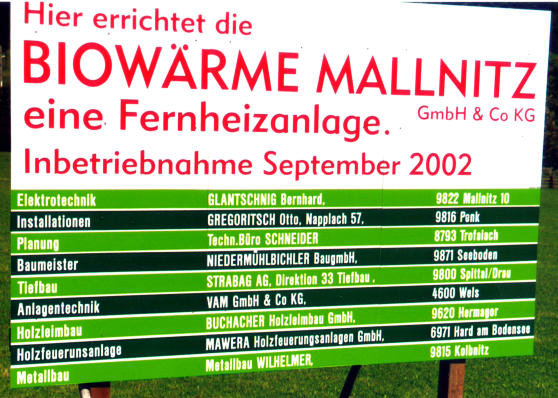 Hier errichtet die
BIOWÄRME MALLNITZ
GmbH & Co KG
eine Fernheizanlage.
Inbetriebnahme September 2002
Elektrotechnik GLANTSCHNIG Bernhard, 9822 Mallnitz 10
Installationen GREGORITSCH Otto, Napplach 57, 9816 Penk
Planung Techn.Büro SCHNEIDER 8793 Trofaiach
Baumeister NIEDERMÜHLBICHLER BaugmbH, 9871 Seeboden
Tiefbau STRABAG AG, Direktion 33 Tiefbau, 9800 Spittal/Drau
Anlagentechnik VAM GmbH & Co KG, 4600 Wels
Holzleimbau BUCHACHER Holzleimbau GmbH, 9620 Hermagor
Holzfeuerunsanlage MAWERA Holzfeuerungsanlagen GmbH, 6971 Hard am Bodensee
Metallbau Metallbau WILHELMER, 9815 Kolbnitz